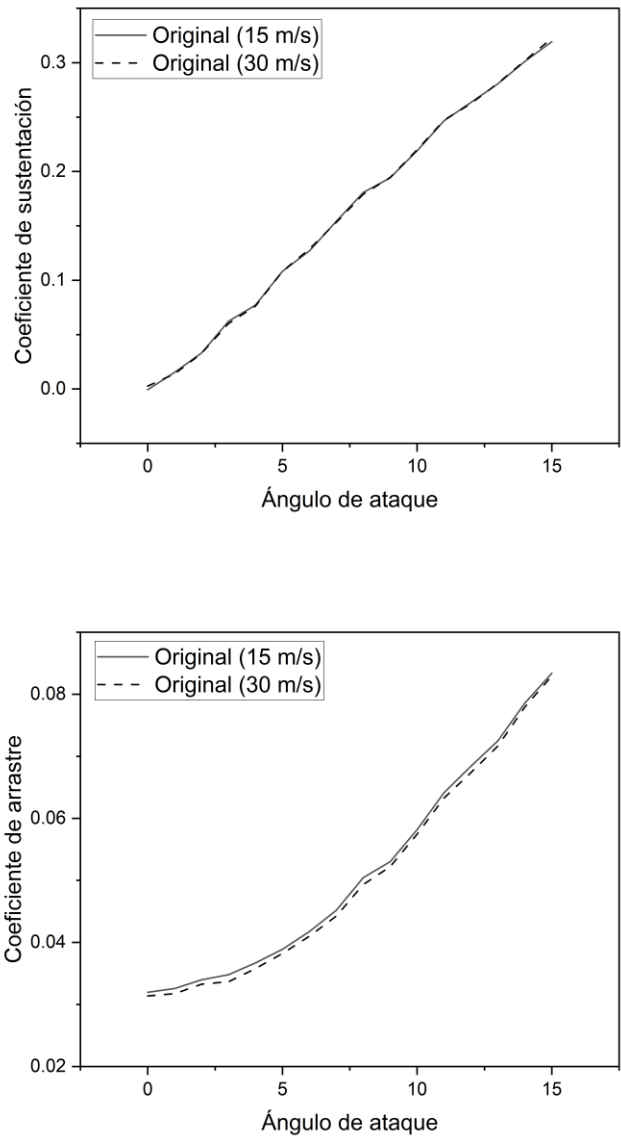 Original (15 m/s)
Original (30 m/s)
0.3
0.2
0.1
0.0
Coeficiente de sustentación
0 5 10 15
Ángulo de ataque
Original (15 m/s)
Original (30 m/s)
0.08
0.06
0.04
0.02
Coeficiente de arrastre
0 5 10 15
Ángulo de ataque